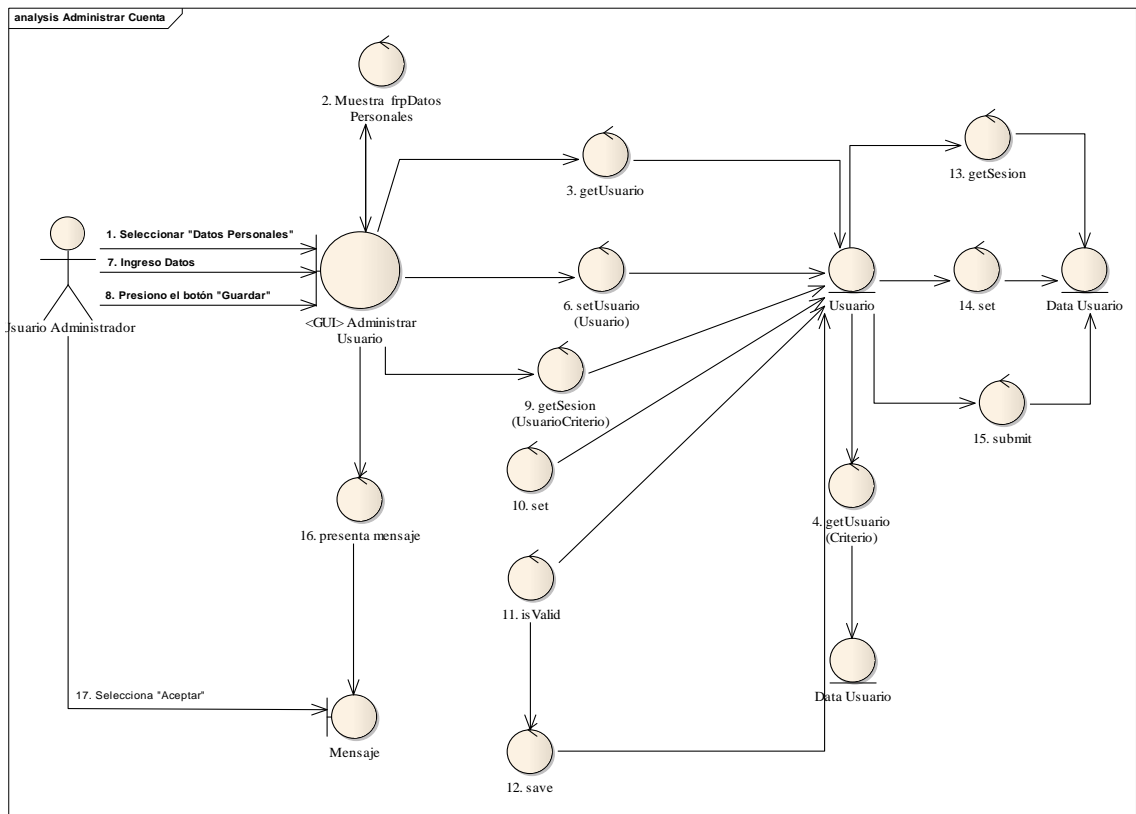 analysis Administrar Cuenta
2. Muestra frpDatos
Personales
3. getUsuario
13. getSesion
1. Seleccionar "Datos Personales"
7. Ingreso Datos
8. Presiono el botón "Guardar"
Usuario Administrador
<GUI> Administrar
Usuario
6. setUsuario
(Usuario)
Usuario
14. set
Data Usuario
9. getSesion
(UsuarioCriterio)
15. submit
10. set
4. getUsuario
(Criterio)
16. presenta mensaje
11. isValid
17. Selecciona "Aceptar"
Data Usuario
Mensaje
12. save